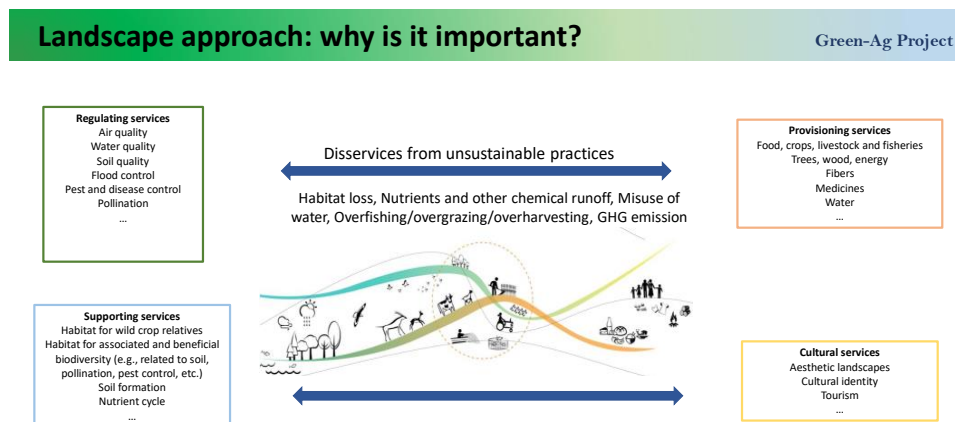 Landscape approach: why is it important?
Green-Ag Project
Regulating services
Air quality
Water quality
Soil quality
Flood control
Pest and disease control
Pollination
...
Disservices from unsustainable practices
Habitat loss, Nutrients and other chemical runoff, Misuse of
water, Overfishing/overgrazing/overharvesting, GHG emission
Provisioning services
Food, crops, livestock and fisheries
Trees, wood, energy
Fibers
Medicines
Water
...
Supporting services
Habitat for wild crop relatives
Habitat for associated and beneficial
biodiversity (e.g., related to soil,
pollination, pest control, etc.)
Soil formation
Nutrient cycle
...
Cultural services
Aesthetic landscapes
Cultural identity
Tourism
...